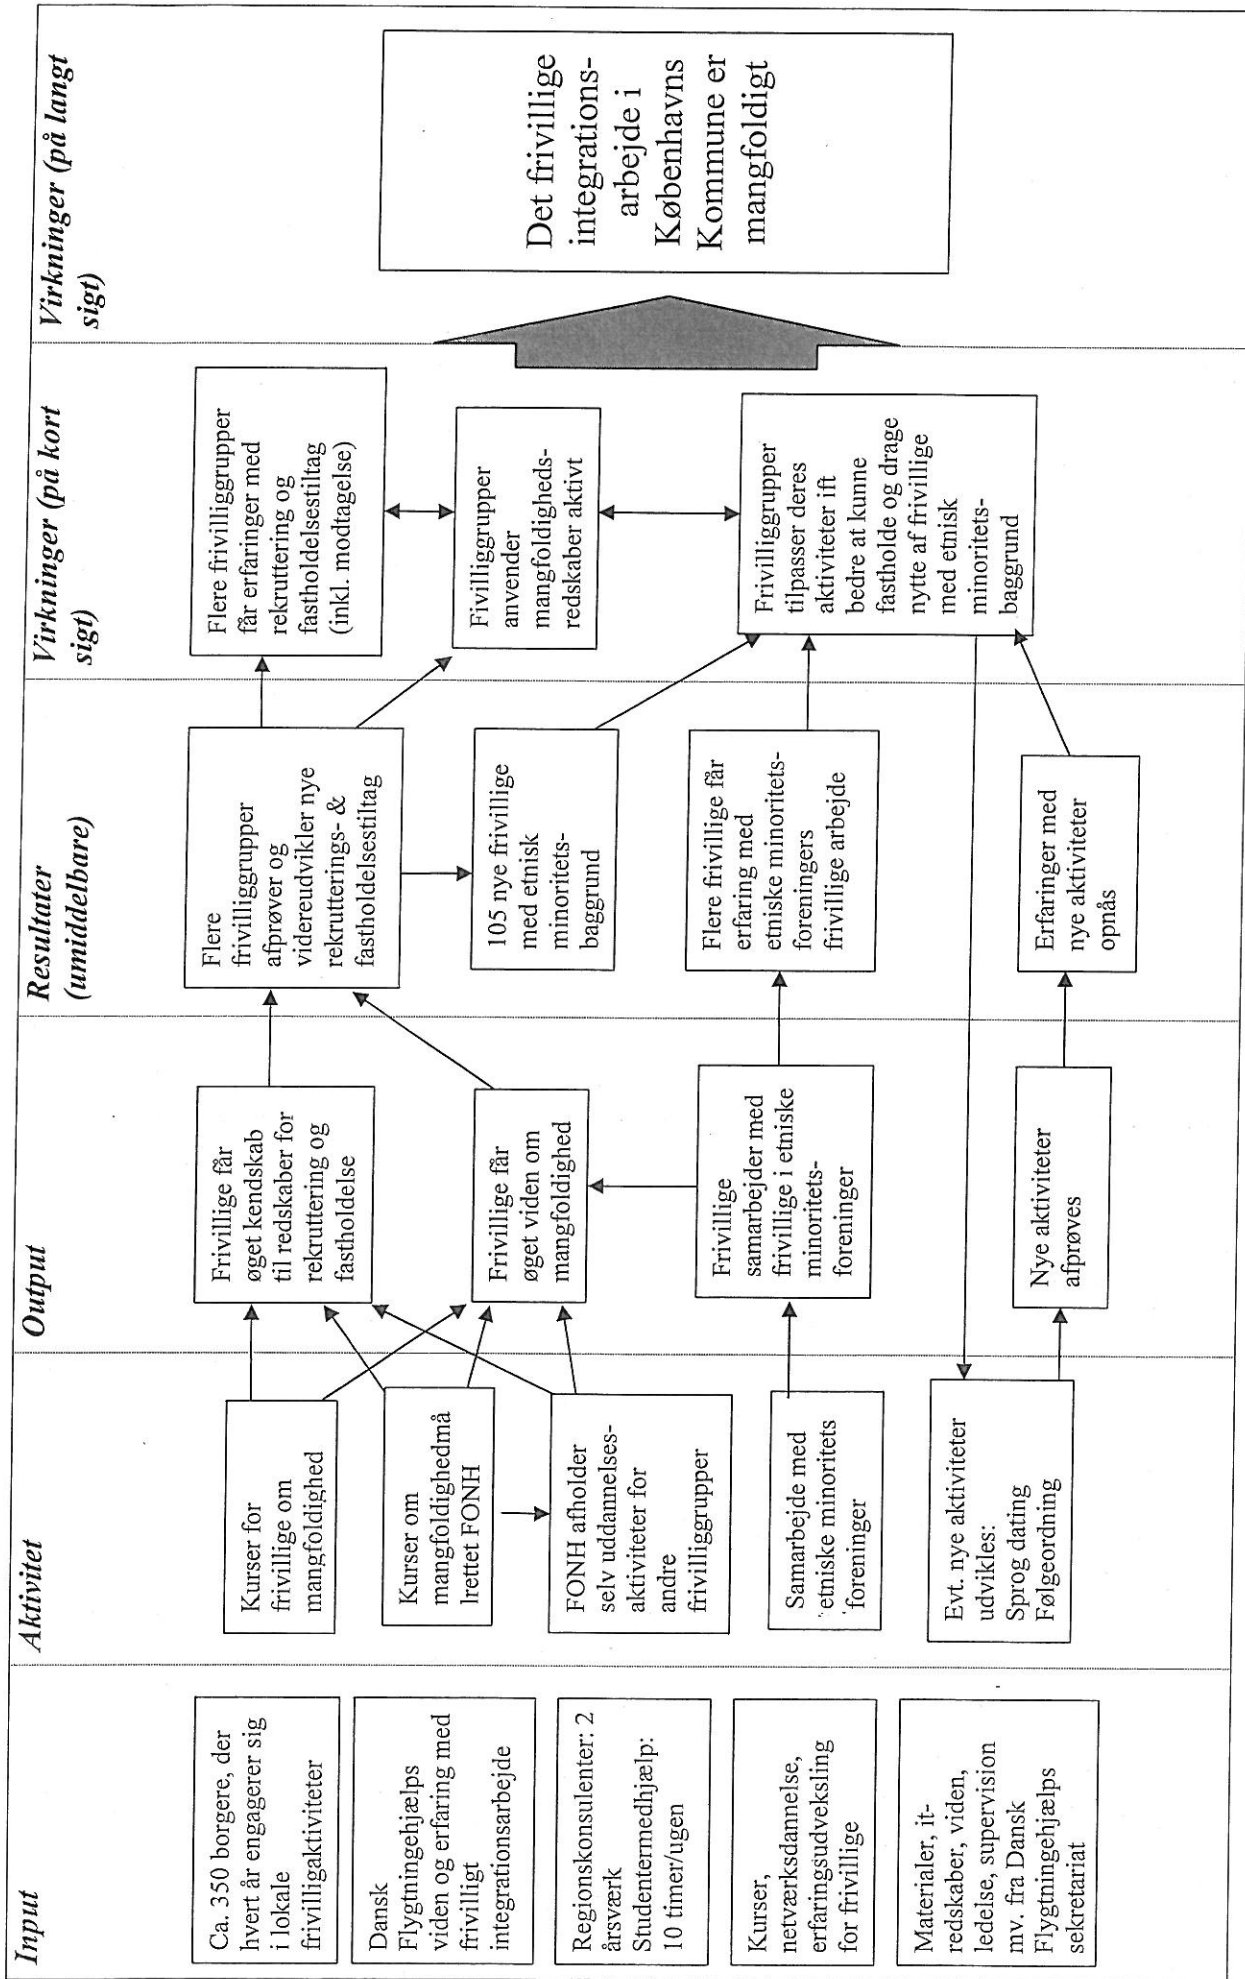 Input
Ca. 350 borgere, der
hvert år engagerer sig
i lokale
frivilligaktiviteter
Dansk
Flygtningehjælps
viden og erfaring med
frivilligt
integrationsarbejde
Regionskonsulenter: 2
årsværk
Studentermedhjælp:
10 timer/ugen
Kurser,
netværksdannelse,
erfaringsudveksling
for frivillige
Materialer, it-
redskaber, viden,
ledelse, supervision
mv. fra Dansk
Flygtningehjælps
sekretariat
Aktivitet
Kurser for
frivillige om
mangfoldighed
Kurser om
mangfoldighedmå
lrettet FONH
FONH afholder
selv uddannelses-
aktiviteter for
andre
frivilliggrupper
Samarbejde med
etniske minoritets
foreninger
Evt. nye aktiviteter
udvikles:
Sprog dating
Følgeordning
Output
Frivillige får
øget kendskab
til redskaber for
rekruttering og
fastholdelse
Frivillige får
øget viden om
mangfoldighed
Frivillige
samarbejder med
frivillige i etniske
minoritets-
foreninger
Nye aktiviteter
afprøves
Resultater
(umiddelbare)
Flere
frivilliggrupper
afprøver og
videreudvikler nye
rekrutterings- &
fastholdelsestiltag
105 nye frivillige
med etnisk
minoritets-
baggrund
Flere frivillige får
erfaring med
etniske minoritets-
foreningers
frivillige arbejde
Erfaringer med
nye aktiviteter
opnås
Virkninger (på kort
sigt)
Flere frivilliggrupper
får erfaringer med
rekruttering og
fastholdelsestiltag
(inkl. modtagelse)
Fivilliggrupper
anvender
mangfoldigheds-
redskaber aktivt
Frivilliggrupper
tilpasser deres
aktiviteter ift
bedre at kunne
fastholde og drage
nytte af frivillige
med etnisk
minoritets-
baggrund
Virkninger (på langt
sigt)
Det frivillige
integrations-
arbejde i
Københavns
Kommune er
mangfoldigt